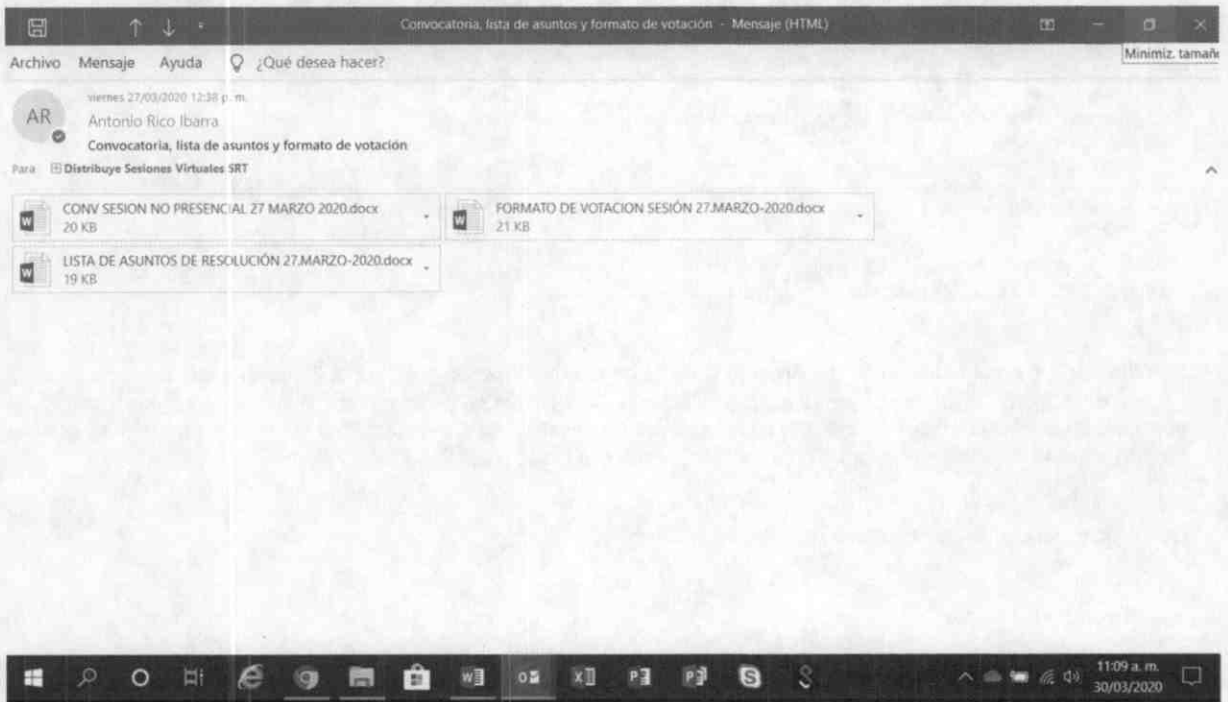 Convocatoria, lista de asuntos y formato de votación - Mensaje (HTML)
Minimiz. tamañ
Archivo Mensaje Ayuda ¿Qué desea hacer?
viernes 27/03/2020 12:38 p. m.
AR
Antonio Rico Ibarra
Convocatoria, lista de asuntos y formato de votación
Para Distribuye Sesiones Virtuales SRT
CONV SESION NO PRESENCIAL 27 MARZO 2020.docx
20 KB
FORMATO DE VOTACION SESIÓN 27.MARZO-2020.docx
21 KB
LISTA DE ASUNTOS DE RESOLUCIÓN 27.MARZO-2020.docx
19 KB
11:09 a. m.
30/03/2020